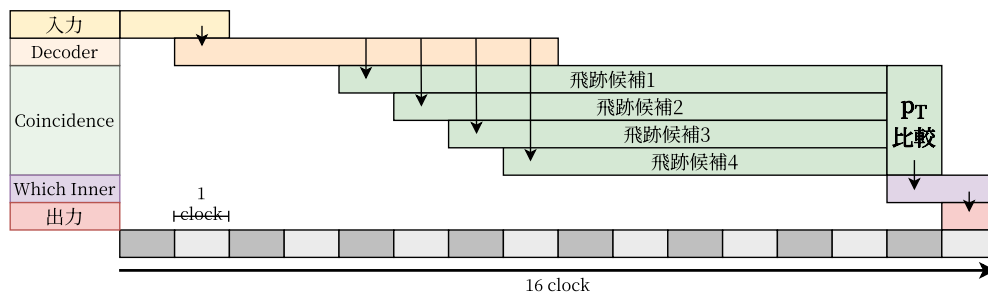 入力
Decoder
Coincidence
飛跡候補1
飛跡候補2
飛跡候補3
飛跡候補4
pT
比較
Which Inner
出力
1
clock
16 clock